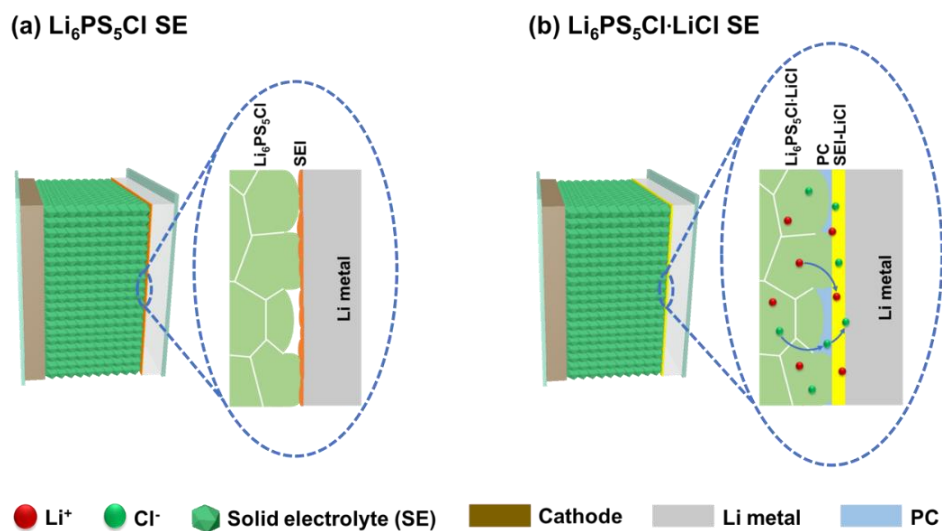 (a) Li₆PS₅Cl SE
(b) Li₆PS₅Cl·LiCl SE
Li₆PS₅Cl
SEI
Li metal
Li₆PS₅Cl·LiCl
PC
SEI-LiCl
Li metal
Li⁺
Cl⁻
Solid electrolyte (SE)
Cathode
Li metal
PC